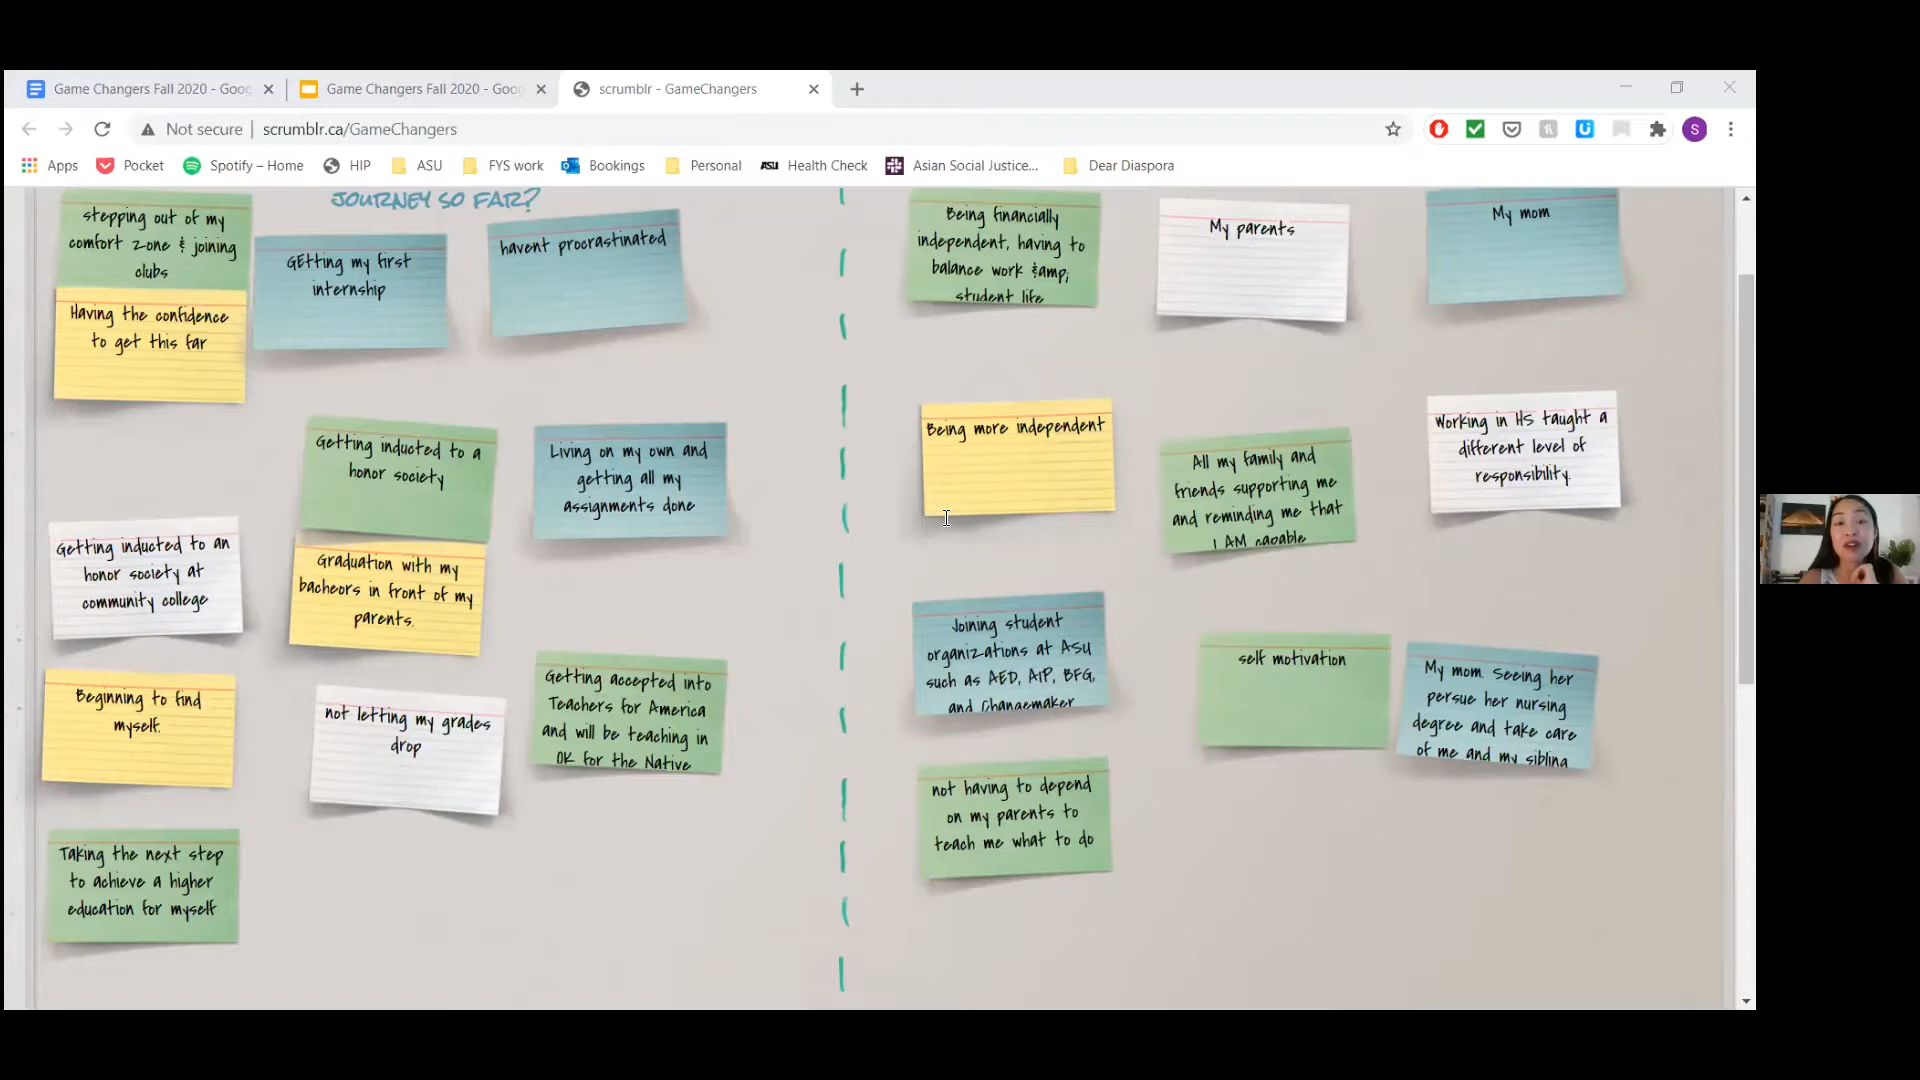 Game Changers Fall 2020 - Goog
Game Changers Fall 2020 - Goog
scrumblr - GameChangers
Not secure
scrumblr.ca/GameChangers
S
Apps
Pocket
Spotify – Home
HIP
ASU
FYS work
Bookings
Personal
ASU
Health Check
Asian Social Justice...
Dear Diaspora
JOURNEY SO FAR?
stepping out of my
comfort zone & joining
clubs
GEtting my first
internship
havent procrastinated
Having the confidence
to get this far
Getting inducted to a
honor society
Living on my own and
getting all my
assignments done
Getting inducted to an
honor society at
community college
Graduation with my
bacheors in front of my
parents.
Beginning to find
myself.
not letting my grades
drop
Getting accepted into
Teachers for America
and will be teaching in
OK for the Native
Taking the next step
to achieve a higher
education for myself
Being financially
independent, having to
balance work &amp;
student life
My parents
My mom
Being more independent
All my family and
friends supporting me
and reminding me that
I AM capable
Working in HS taught a
different level of
responsibility.
Joining student
organizations at ASU
such as AED, AIP, BFG,
and Changemaker
self motivation
My mom. Seeing her
persue her nursing
degree and take care
of me and my sibling
not having to depend
on my parents to
teach me what to do